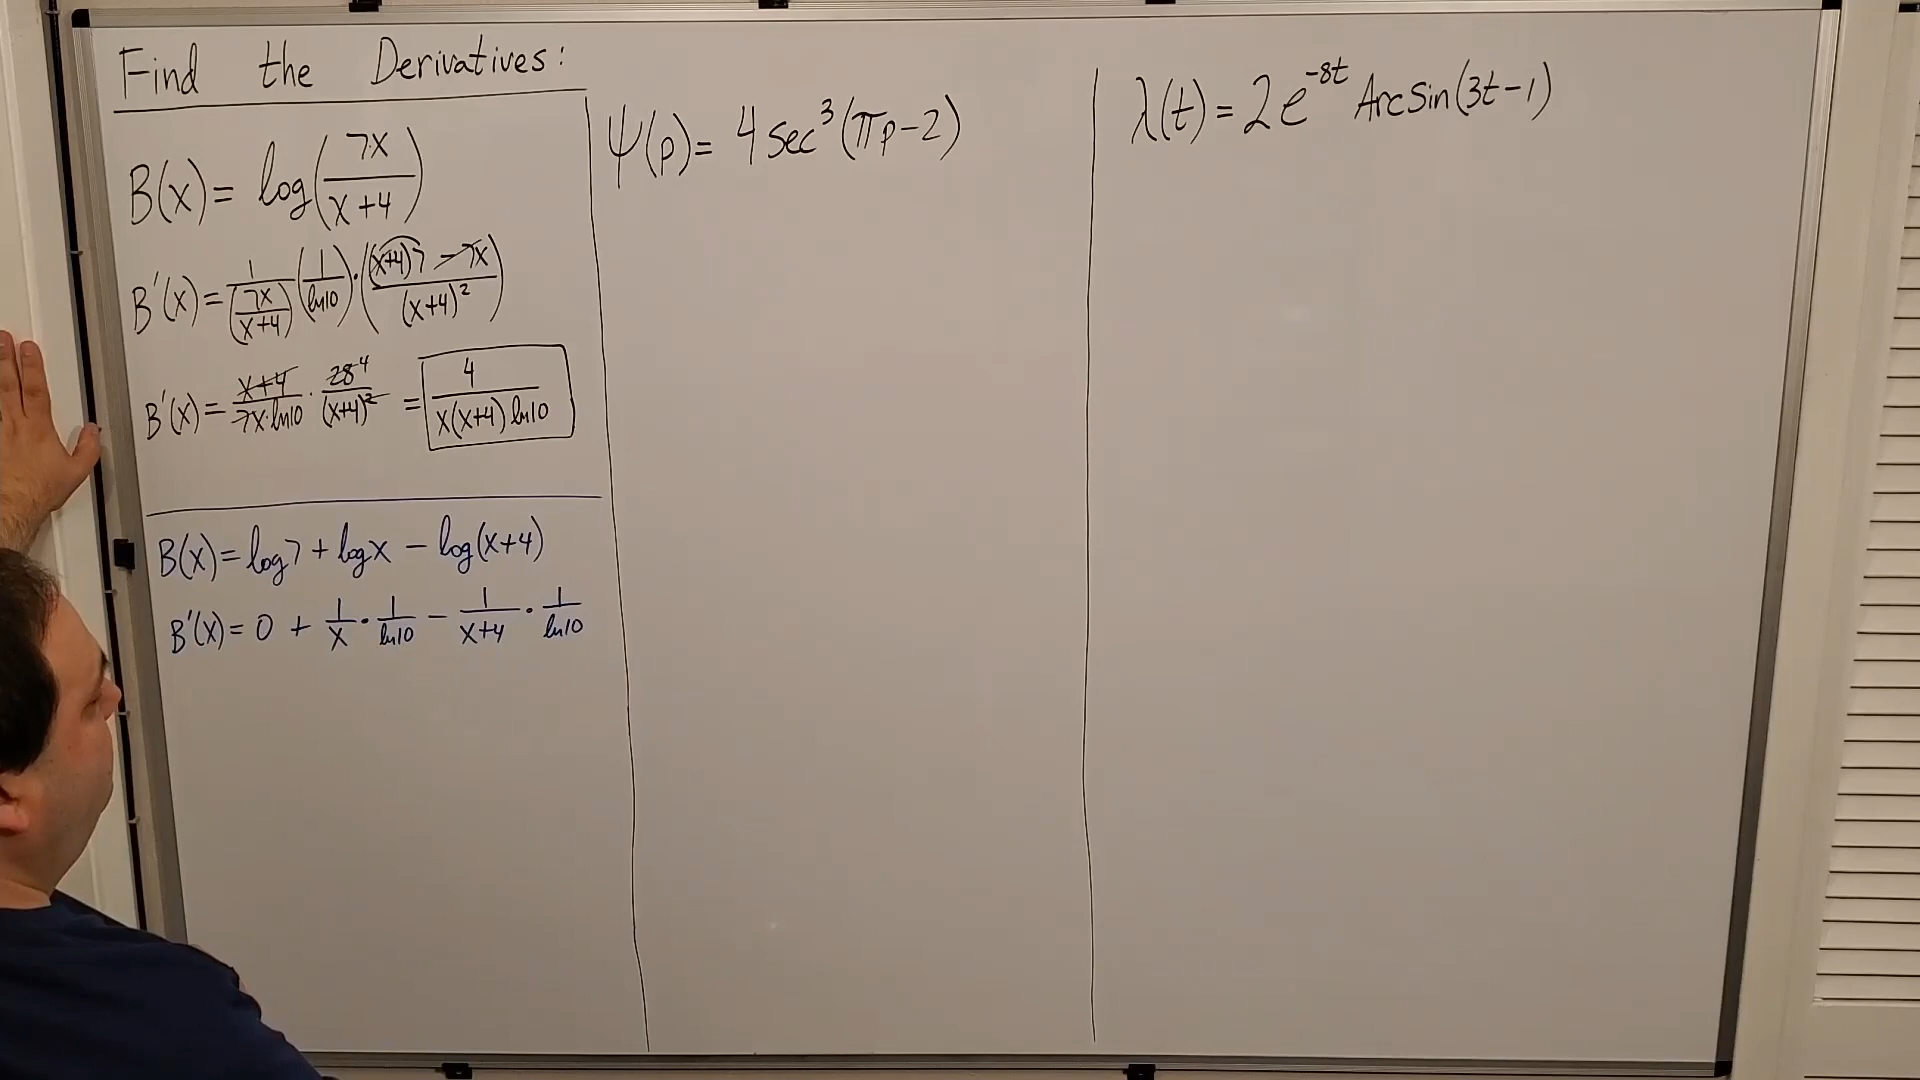 Find the Derivatives:
B(x) = log(7x/(x+4))
B'(x) = 1/(7x/(x+4)) (1/ln10)·(((x+4)7 - 7x)/(x+4)²)
B'(x) = (x+4)/(7x·ln10) · 28 4/(x+4)² = 4/(x(x+4)ln10)
B(x) = log7 + logx - log(x+4)
B'(x) = 0 + 1/x · 1/ln10 - 1/(x+4) · 1/ln10
Ψ(p) = 4 sec³(πp-2)
λ(t) = 2e^(-8t) ArcSin(3t-1)